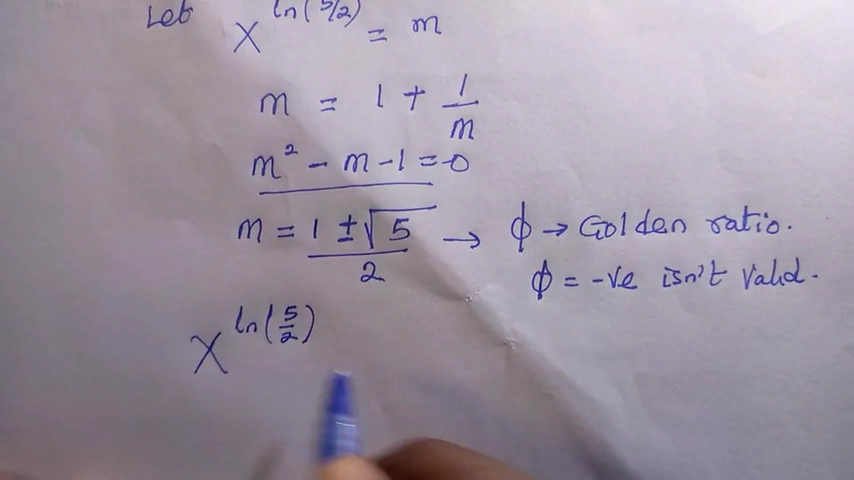 Let x^ln(5/2) = m
m = 1 + 1/m
m² - m - 1 = 0
m = (1 ± √5)/2 → ϕ → Golden ratio.
ϕ = -ve isn't valid.
x^ln(5/2)